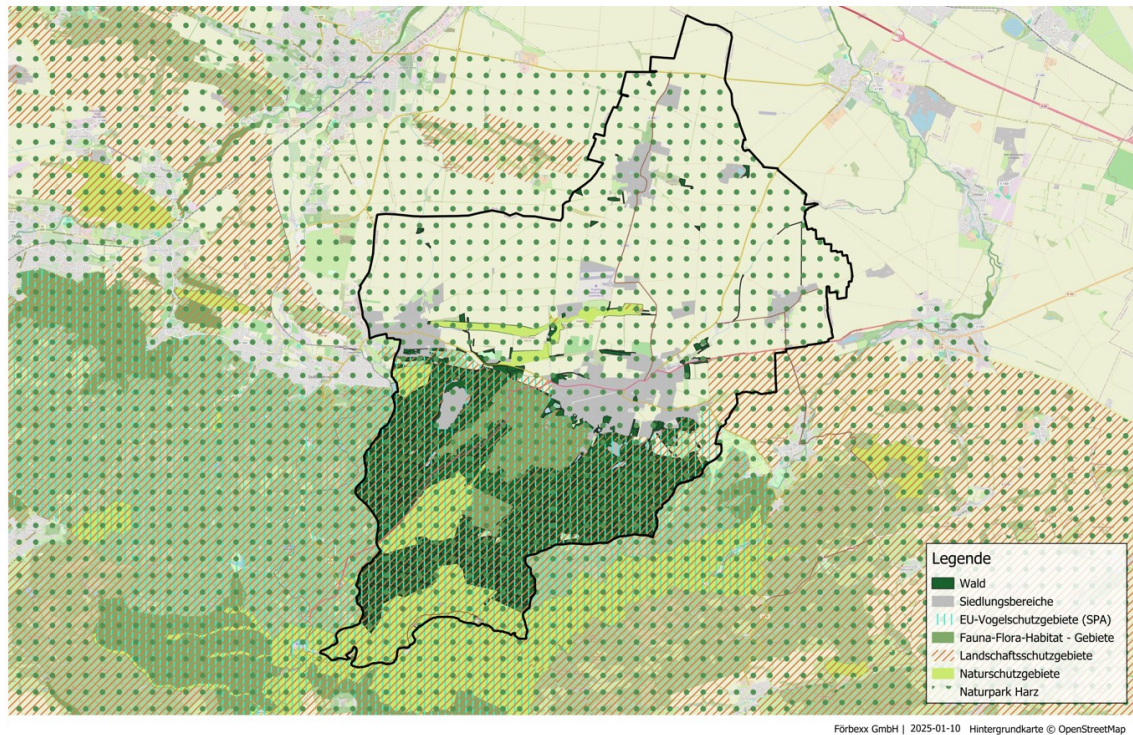 Legende
Wald
Siedlungsbereiche
EU-Vogelschutzgebiete (SPA)
Fauna-Flora-Habitat - Gebiete
Landschaftsschutzgebiete
Naturschutzgebiete
Naturpark Harz
Förbexx GmbH | 2025-01-10 Hintergrundkarte © OpenStreetMap